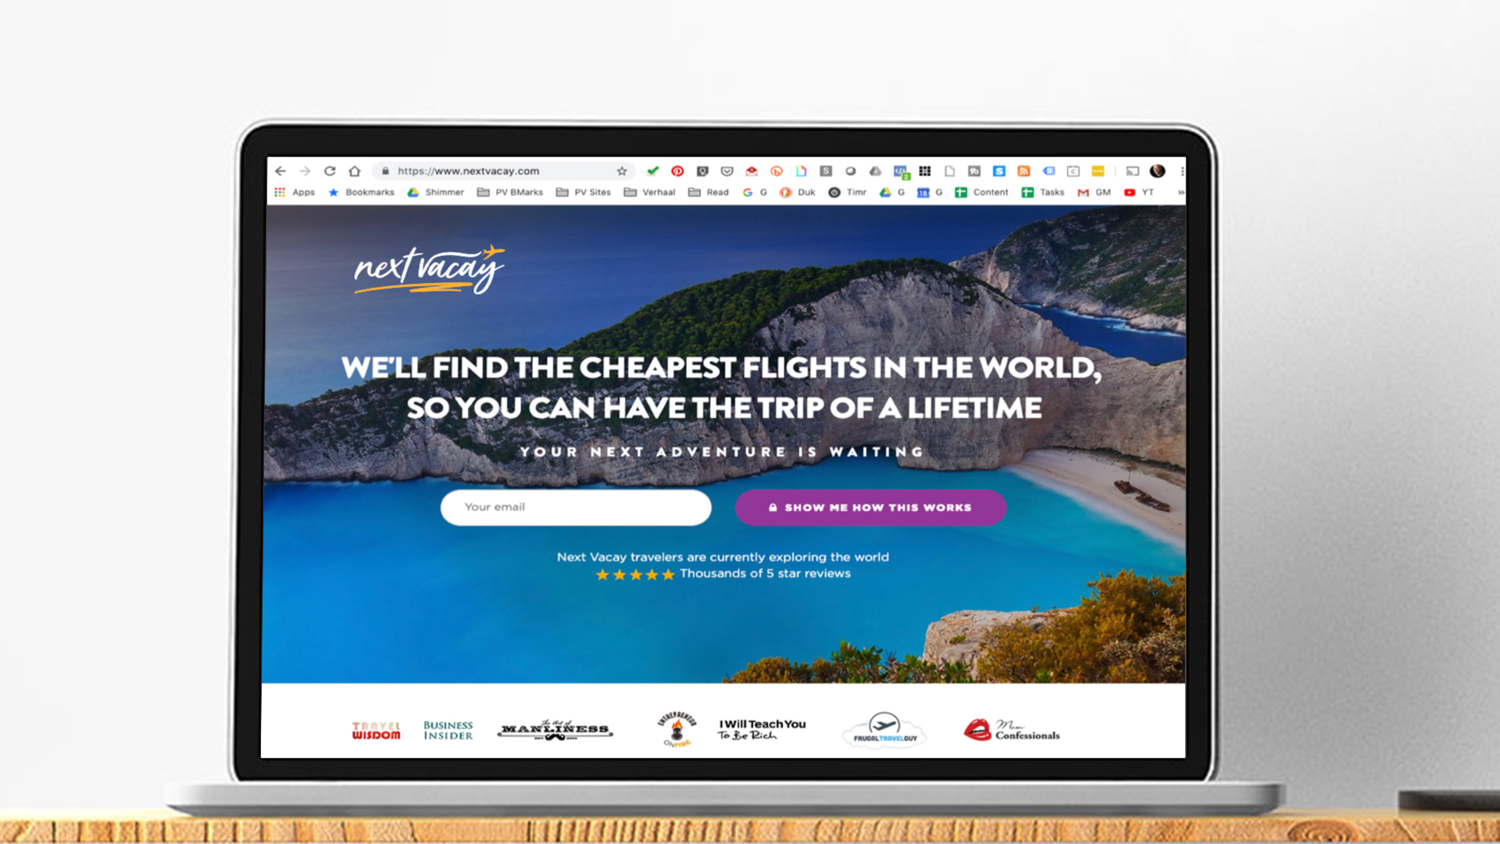 https://www.nextvacay.com
Apps Bookmarks Shimmer PV BMarks PV Sites Verhaal Read G Duk Timr G G Content Tasks GM YT »
next vacay
WE'LL FIND THE CHEAPEST FLIGHTS IN THE WORLD,
SO YOU CAN HAVE THE TRIP OF A LIFETIME
YOUR NEXT ADVENTURE IS WAITING
Your email SHOW ME HOW THIS WORKS
Next Vacay travelers are currently exploring the world
Thousands of 5 star reviews
TRAVEL
WISDOM
BUSINESS
INSIDER
The Art of
MANLINESS
ENTREPRENEUR
ON FIRE
I Will Teach You
To Be Rich
FRUGALTRAVELGUY
Mom
Confessionals